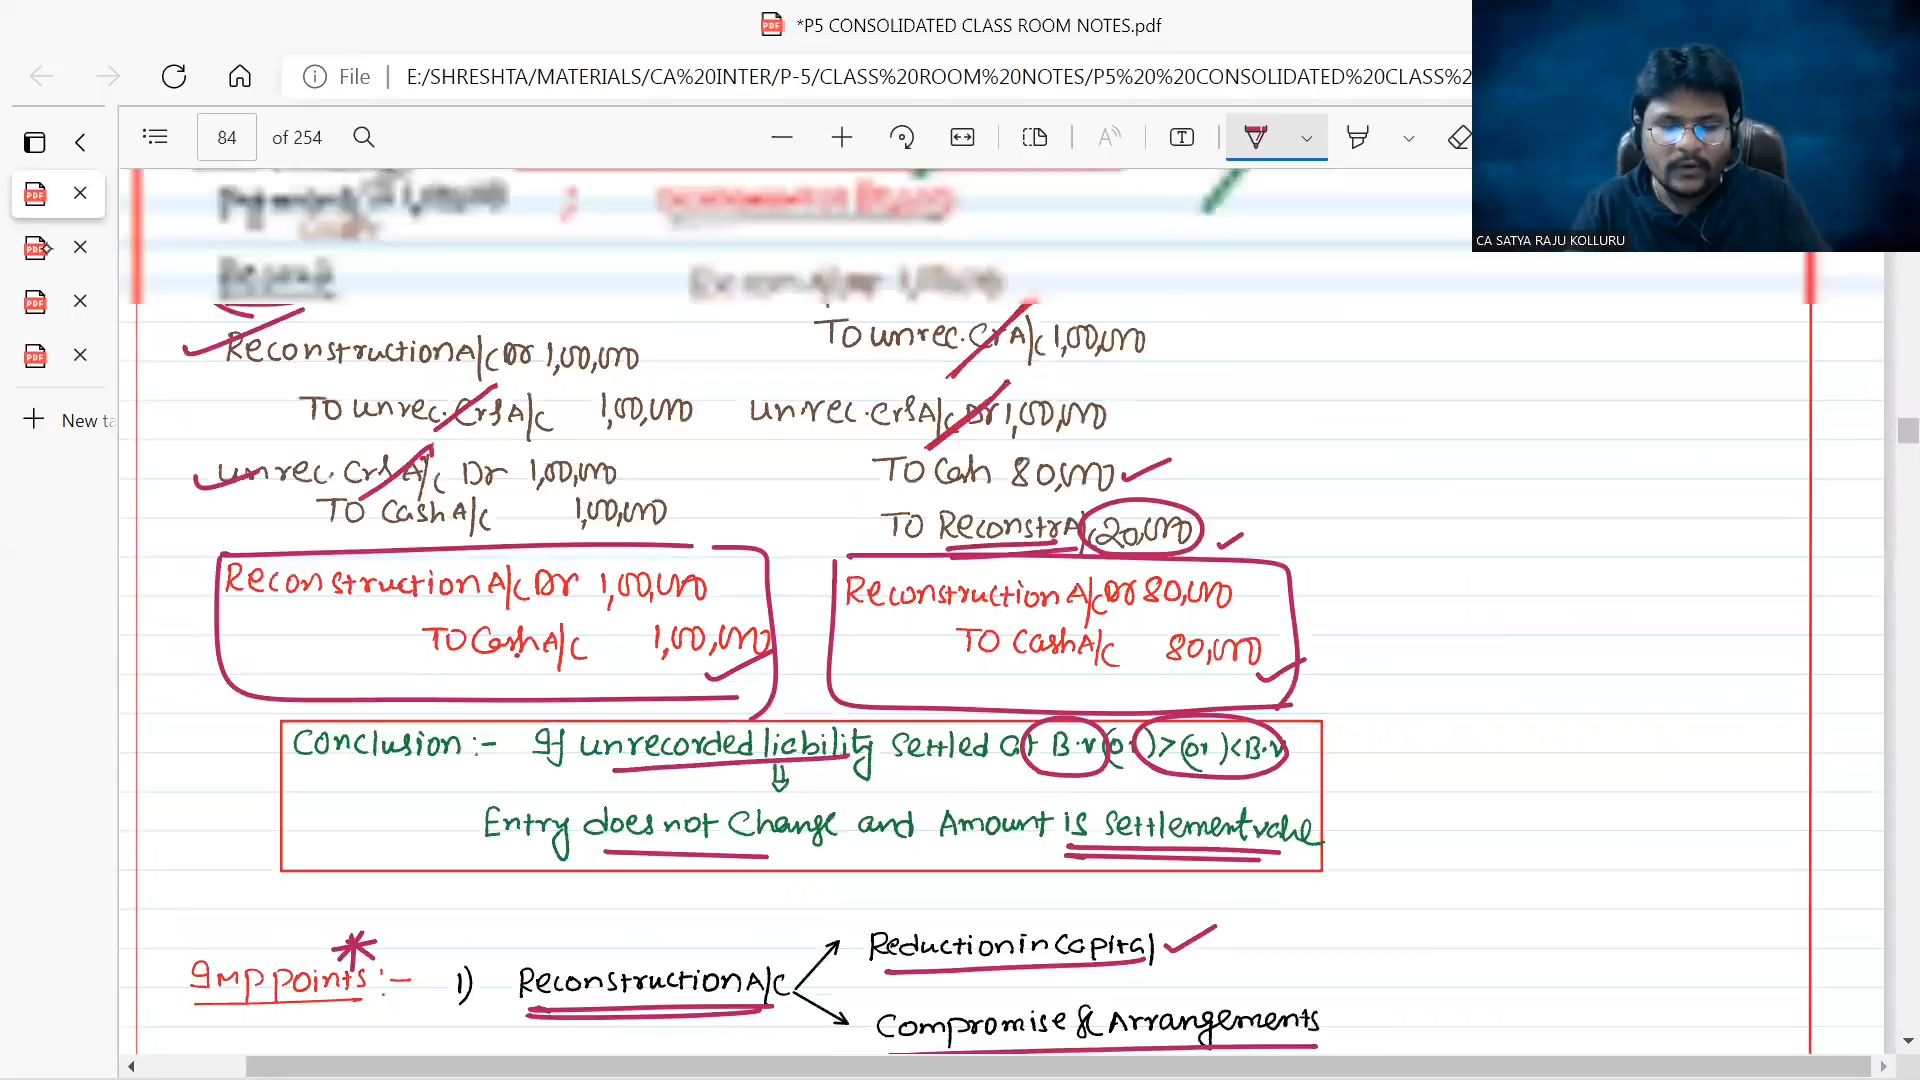 *P5 CONSOLIDATED CLASS ROOM NOTES.pdf
File | E:/SHRESHTA/MATERIALS/CA%20INTER/P-5/CLASS%20ROOM%20NOTES/P5%20%20CONSOLIDATED%20CLASS%2
84 of 254
New ta
CA SATYA RAJU KOLLURU
Reconstruction A/c Dr 1,00,000
To unrec. Crs A/c 1,00,000
unrec. Crs A/c Dr 1,00,000
To Cash A/c 1,00,000
To unrec. Cr A/c 1,00,000
unrec. Crs A/c Dr 1,00,000
To Cash 80,000
To Reconstr A/c 20,000
Reconstruction A/c Dr 1,00,000
To Cash A/c 1,00,000
Reconstruction A/c Dr 80,000
To Cash A/c 80,000
Conclusion :- If unrecorded liability Settled at B.v (or) > (or) < B.v
⇓
Entry does not Change and Amount is settlement value
Imp points :- 1) Reconstruction A/c
Reduction in Capital
Compromise & Arrangements